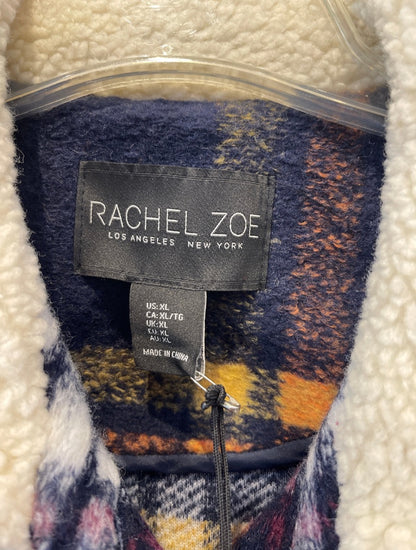 RACHEL ZOE
LOS ANGELES NEW YORK
US: XL
CA: XL/TG
UK: XL
EU: XL
AU: XL
MADE IN CHINA